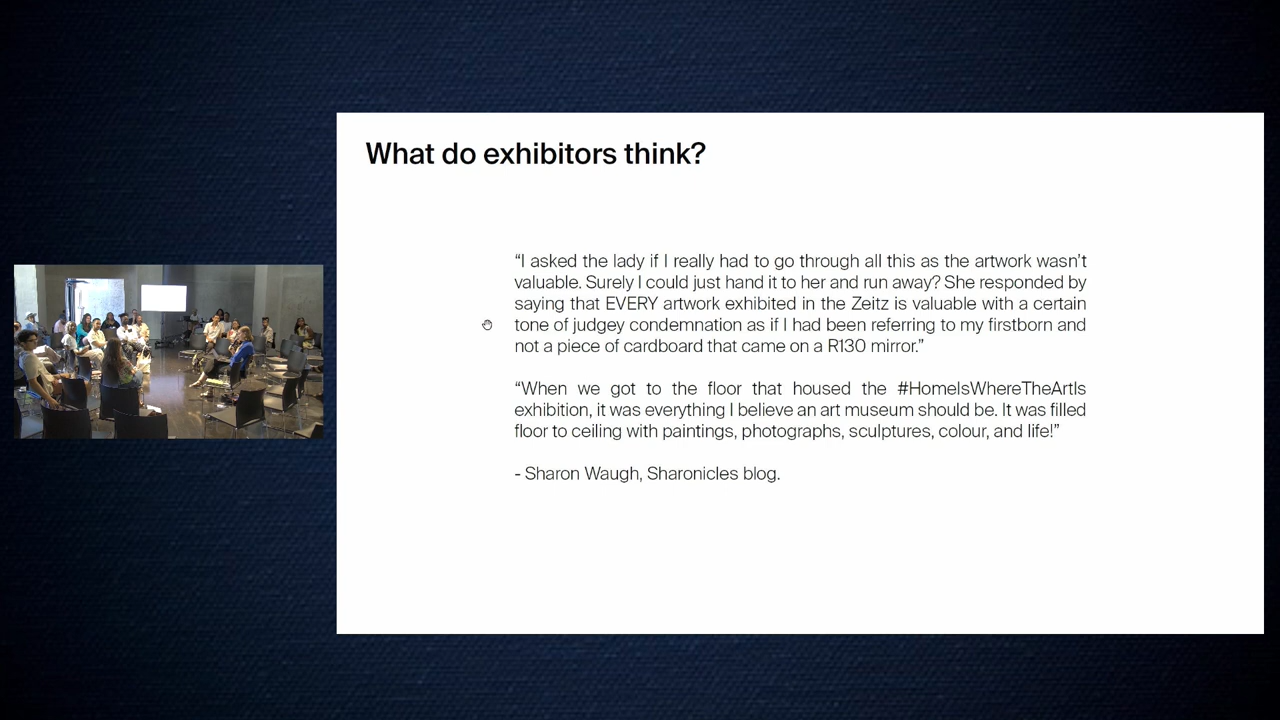 What do exhibitors think?
“I asked the lady if I really had to go through all this as the artwork wasn’t
valuable. Surely I could just hand it to her and run away? She responded by
saying that EVERY artwork exhibited in the Zeitz is valuable with a certain
tone of judgey condemnation as if I had been referring to my firstborn and
not a piece of cardboard that came on a R130 mirror.”
“When we got to the floor that housed the #HomeIsWhereTheArtIs
exhibition, it was everything I believe an art museum should be. It was filled
floor to ceiling with paintings, photographs, sculptures, colour, and life!”
- Sharon Waugh, Sharonicles blog.